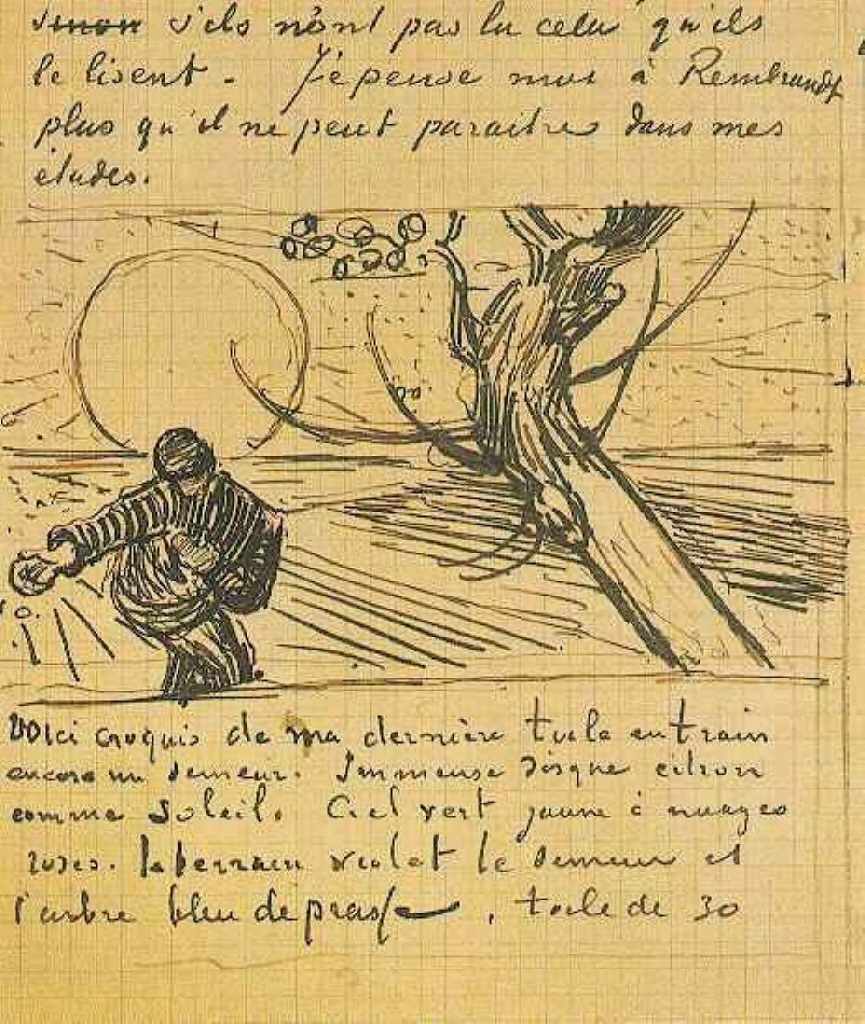 sinon s'ils n'ont pas lu cela qu'ils
le lisent - Je pense moi à Rembrandt
plus qu'il ne peut paraitre dans mes
études.
Voici croquis de ma dernière toile en train
encore un semeur. Immense disque citron
comme soleil. Ciel vert jaune à nuages
roses. le terrain violet le semeur et
l'arbre bleu de prusse, toile de 30